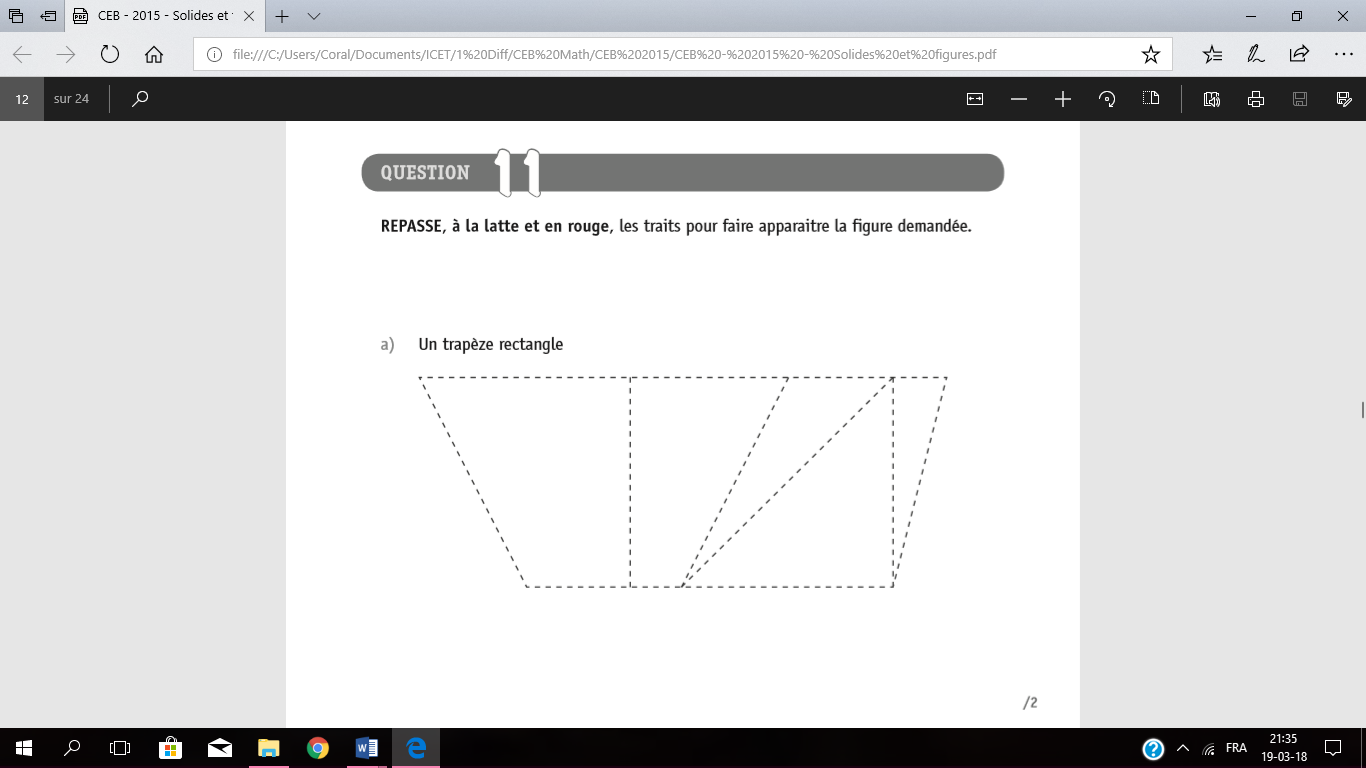 CEB - 2015 - Solides et
file:///C:/Users/Coral/Documents/ICET/1%20Diff/CEB%20Math/CEB%202015/CEB%20-%202015%20-%20Solides%20et%20figures.pdf
12 sur 24
QUESTION 11
REPASSE, à la latte et en rouge, les traits pour faire apparaitre la figure demandée.
a) Un trapèze rectangle
/2
FRA
21:35
19-03-18